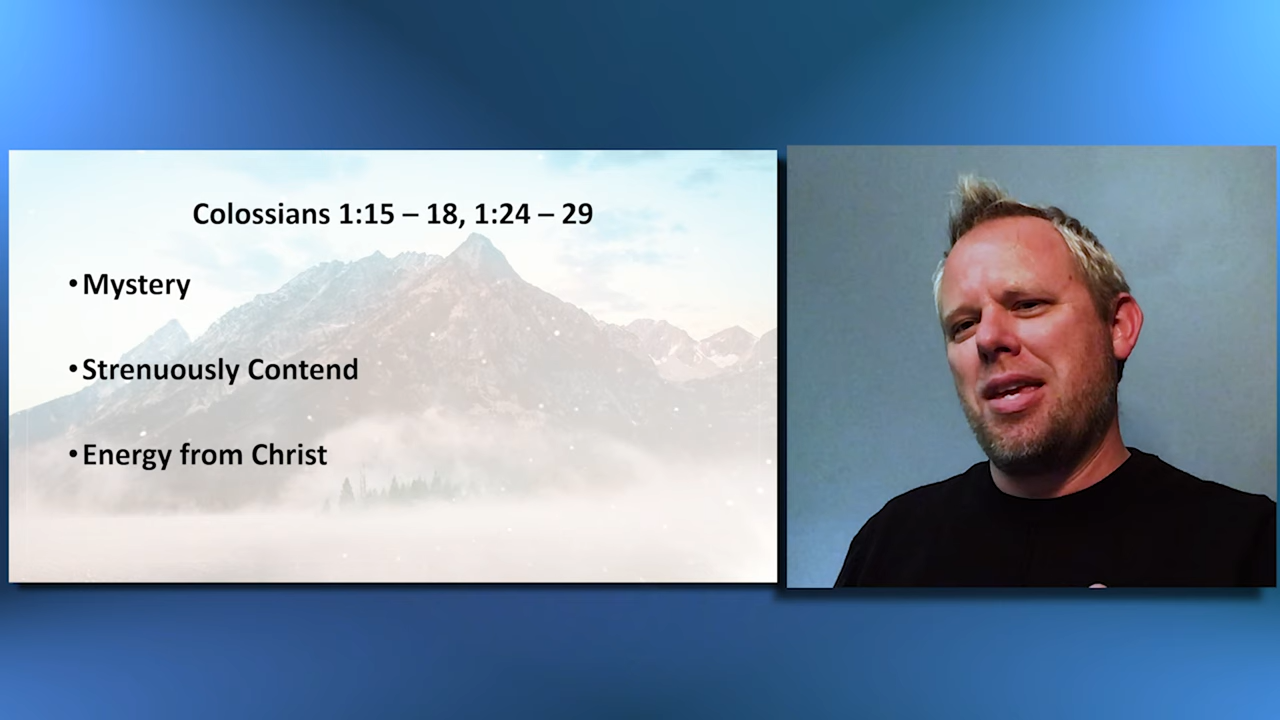 Colossians 1:15 – 18, 1:24 – 29
•Mystery
•Strenuously Contend
•Energy from Christ